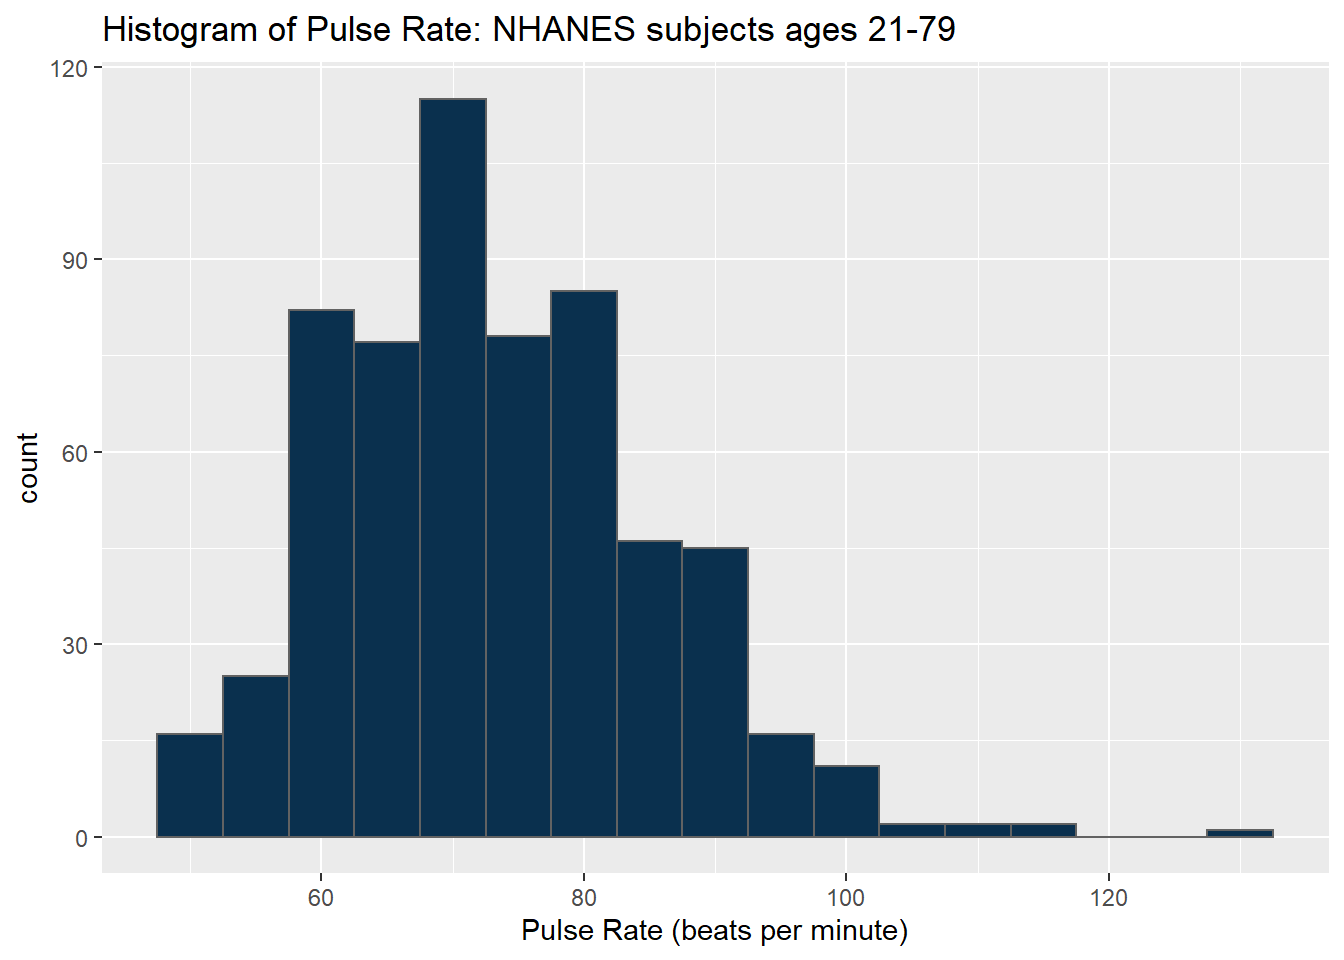 Histogram of Pulse Rate: NHANES subjects ages 21-79
120
90
60
30
0
count
60 80 100 120
Pulse Rate (beats per minute)